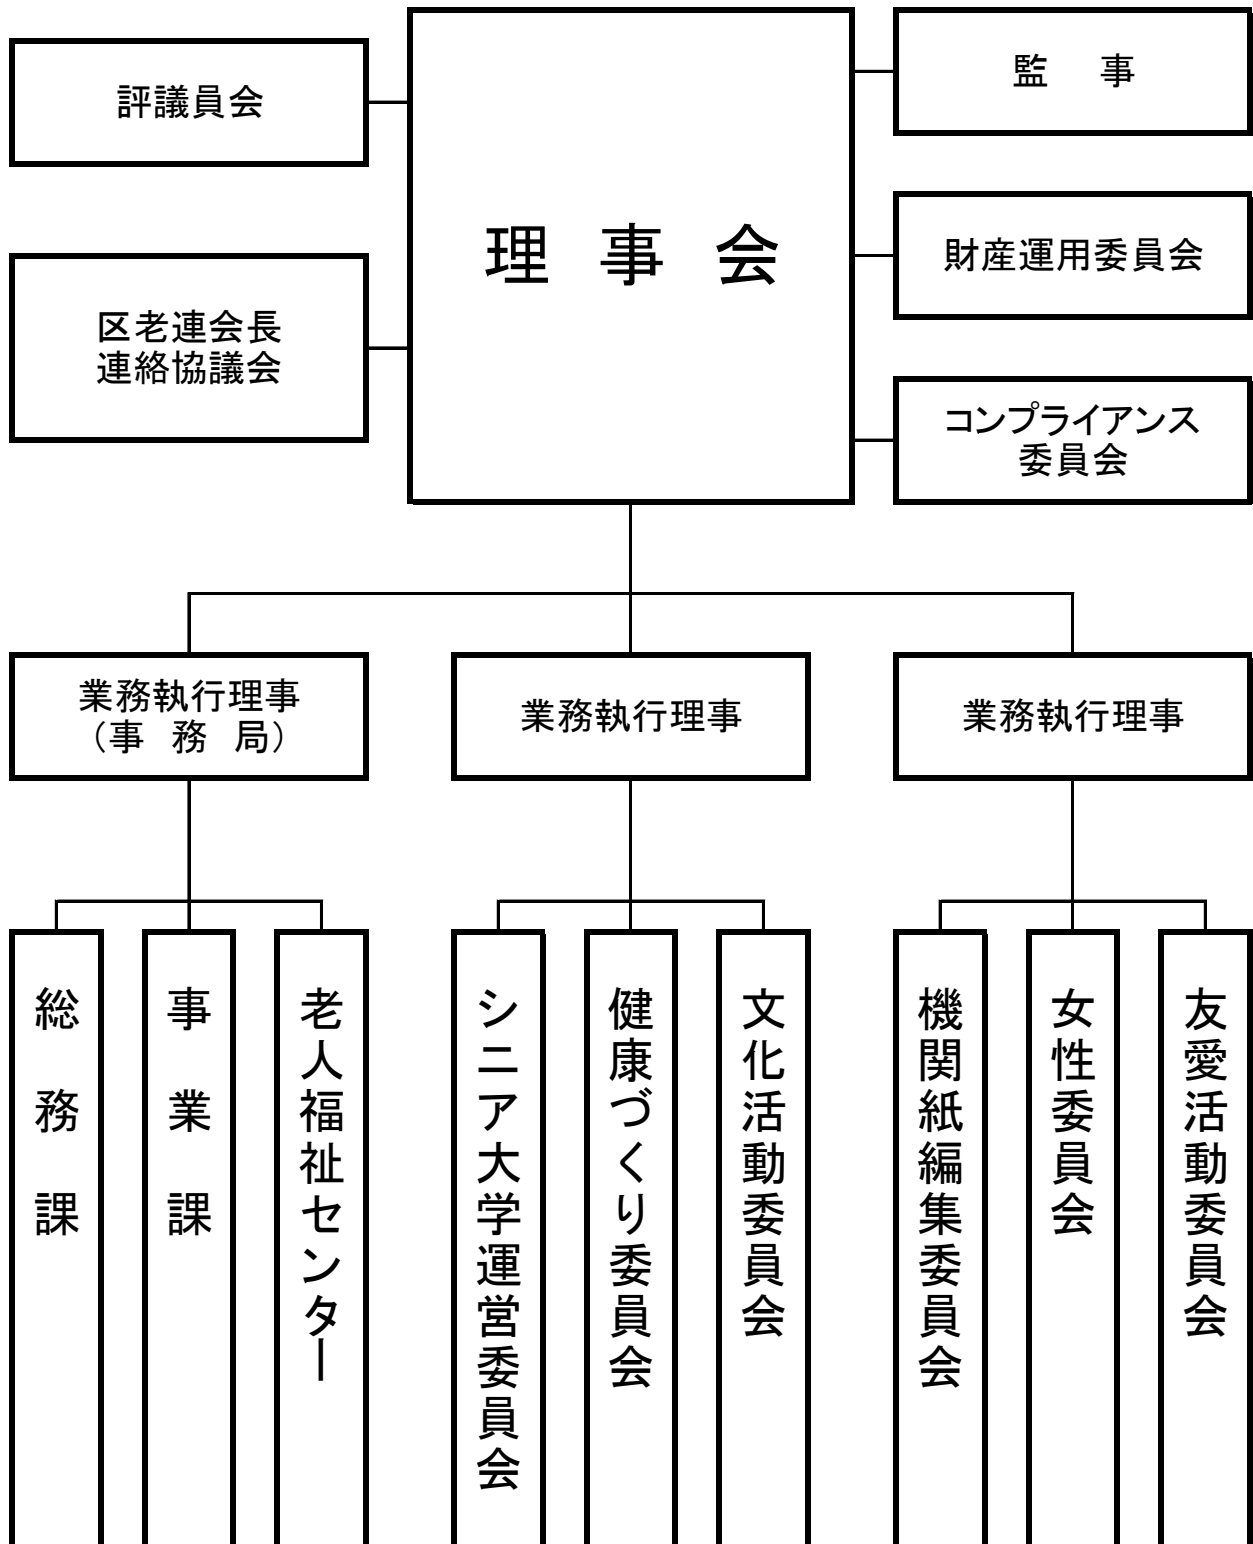 評議員会
区老連会長
連絡協議会
理 事 会
監 事
財産運用委員会
コンプライアンス
委員会
業務執行理事
（事 務 局）
業務執行理事
業務執行理事
総務課
事業課
老人福祉センター
シニア大学運営委員会
健康づくり委員会
文化活動委員会
機関紙編集委員会
女性委員会
友愛活動委員会